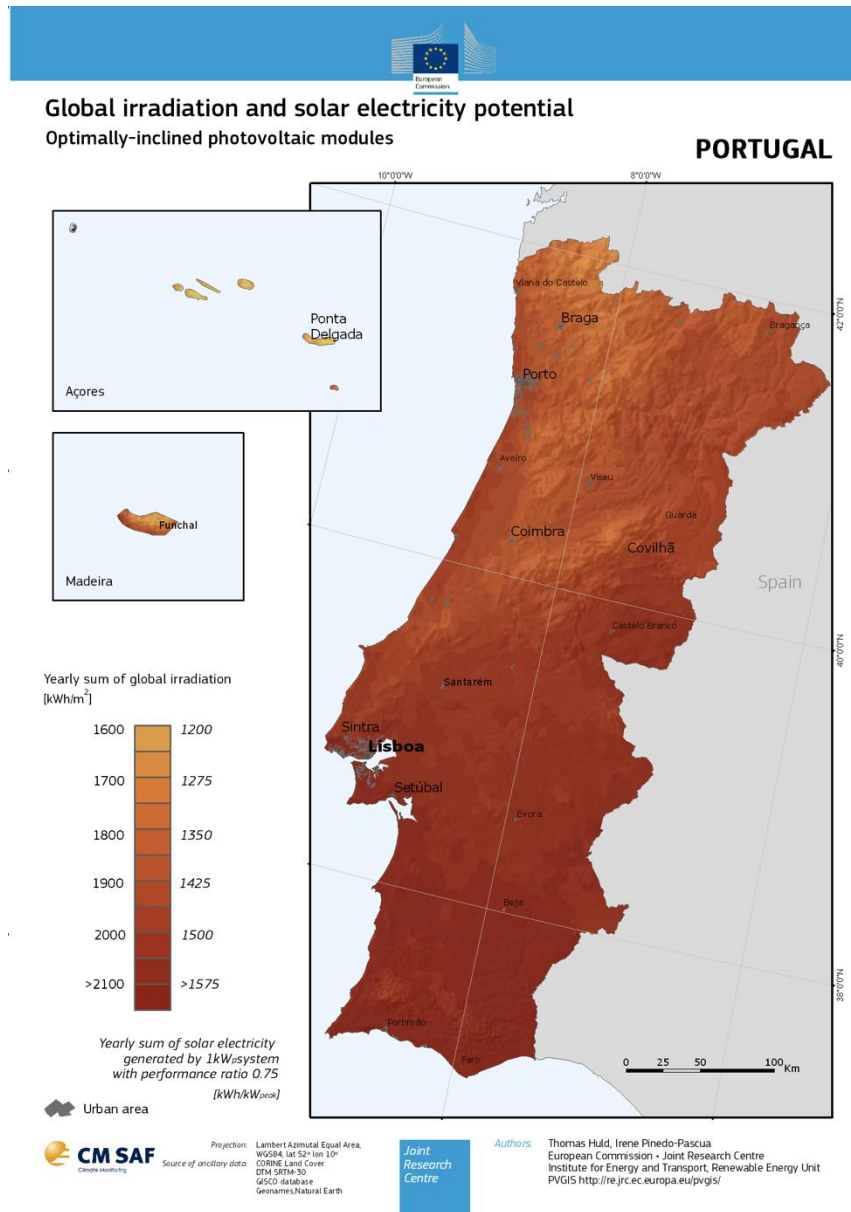 European
Commission
Global irradiation and solar electricity potential
Optimally-inclined photovoltaic modules
PORTUGAL
10°0'0"W
8°0'0"W
Viana do Castelo
Braga
Bragança
42°0'0"N
Porto
Ponta
Delgada
Açores
Aveiro
Viseu
Guarda
Coimbra
Covilhã
Funchal
Madeira
Spain
Castelo Branco
40°0'0"N
Santarém
Sintra
Lisboa
Setúbal
Evora
Beja
38°0'0"N
Portimão
Faro
Yearly sum of global irradiation
[kWh/m²]
1600 1200
1700 1275
1800 1350
1900 1425
2000 1500
>2100 >1575
Yearly sum of solar electricity
generated by 1kWpsystem
with performance ratio 0.75
[kWh/kWpeak]
Urban area
0 25 50 100
Km
CM SAF
Climate Monitoring
Projection: Lambert Azimutal Equal Area,
WGS84, lat 52º lon 10º
Source of ancillary data: CORINE Land Cover
DTM SRTM-30
GISCO database
Geonames,Natural Earth
Joint
Research
Centre
Authors: Thomas Huld, Irene Pinedo-Pascua
European Commission • Joint Research Centre
Institute for Energy and Transport, Renewable Energy Unit
PVGIS http://re.jrc.ec.europa.eu/pvgis/